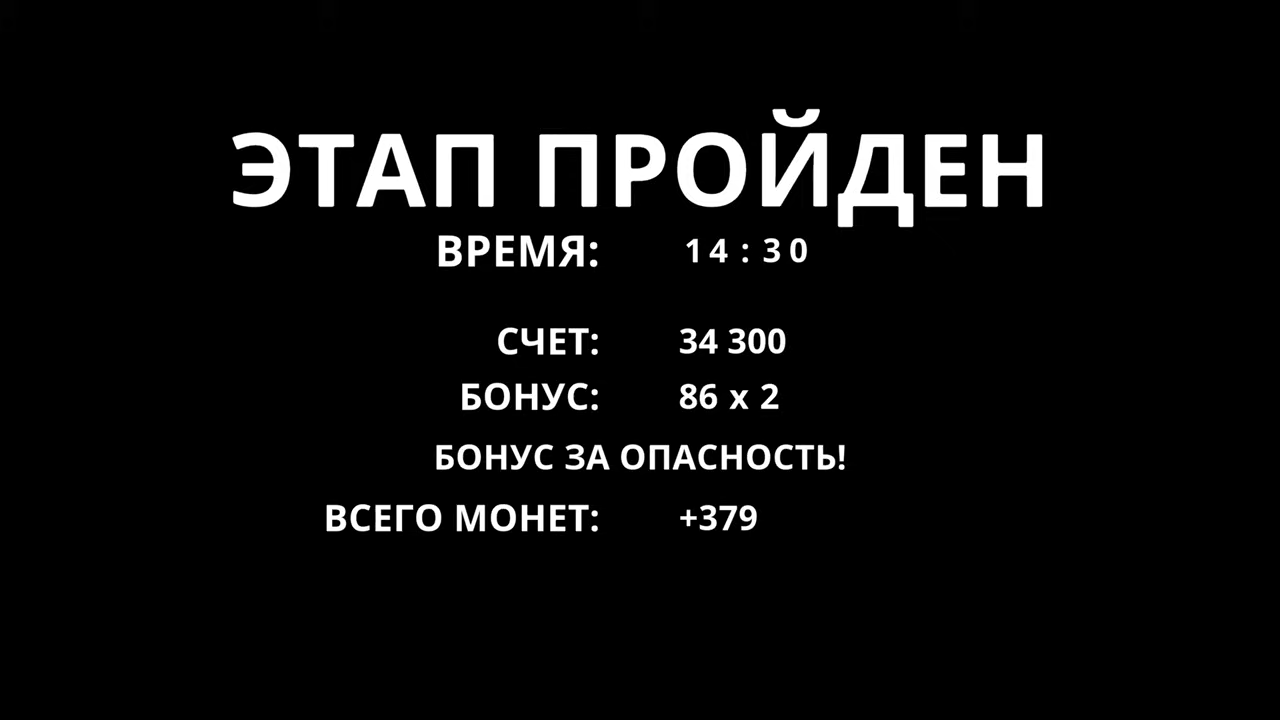 ЭТАП ПРОЙДЕН
ВРЕМЯ: 14:30
СЧЕТ: 34 300
БОНУС: 86 x 2
БОНУС ЗА ОПАСНОСТЬ!
ВСЕГО МОНЕТ: +379